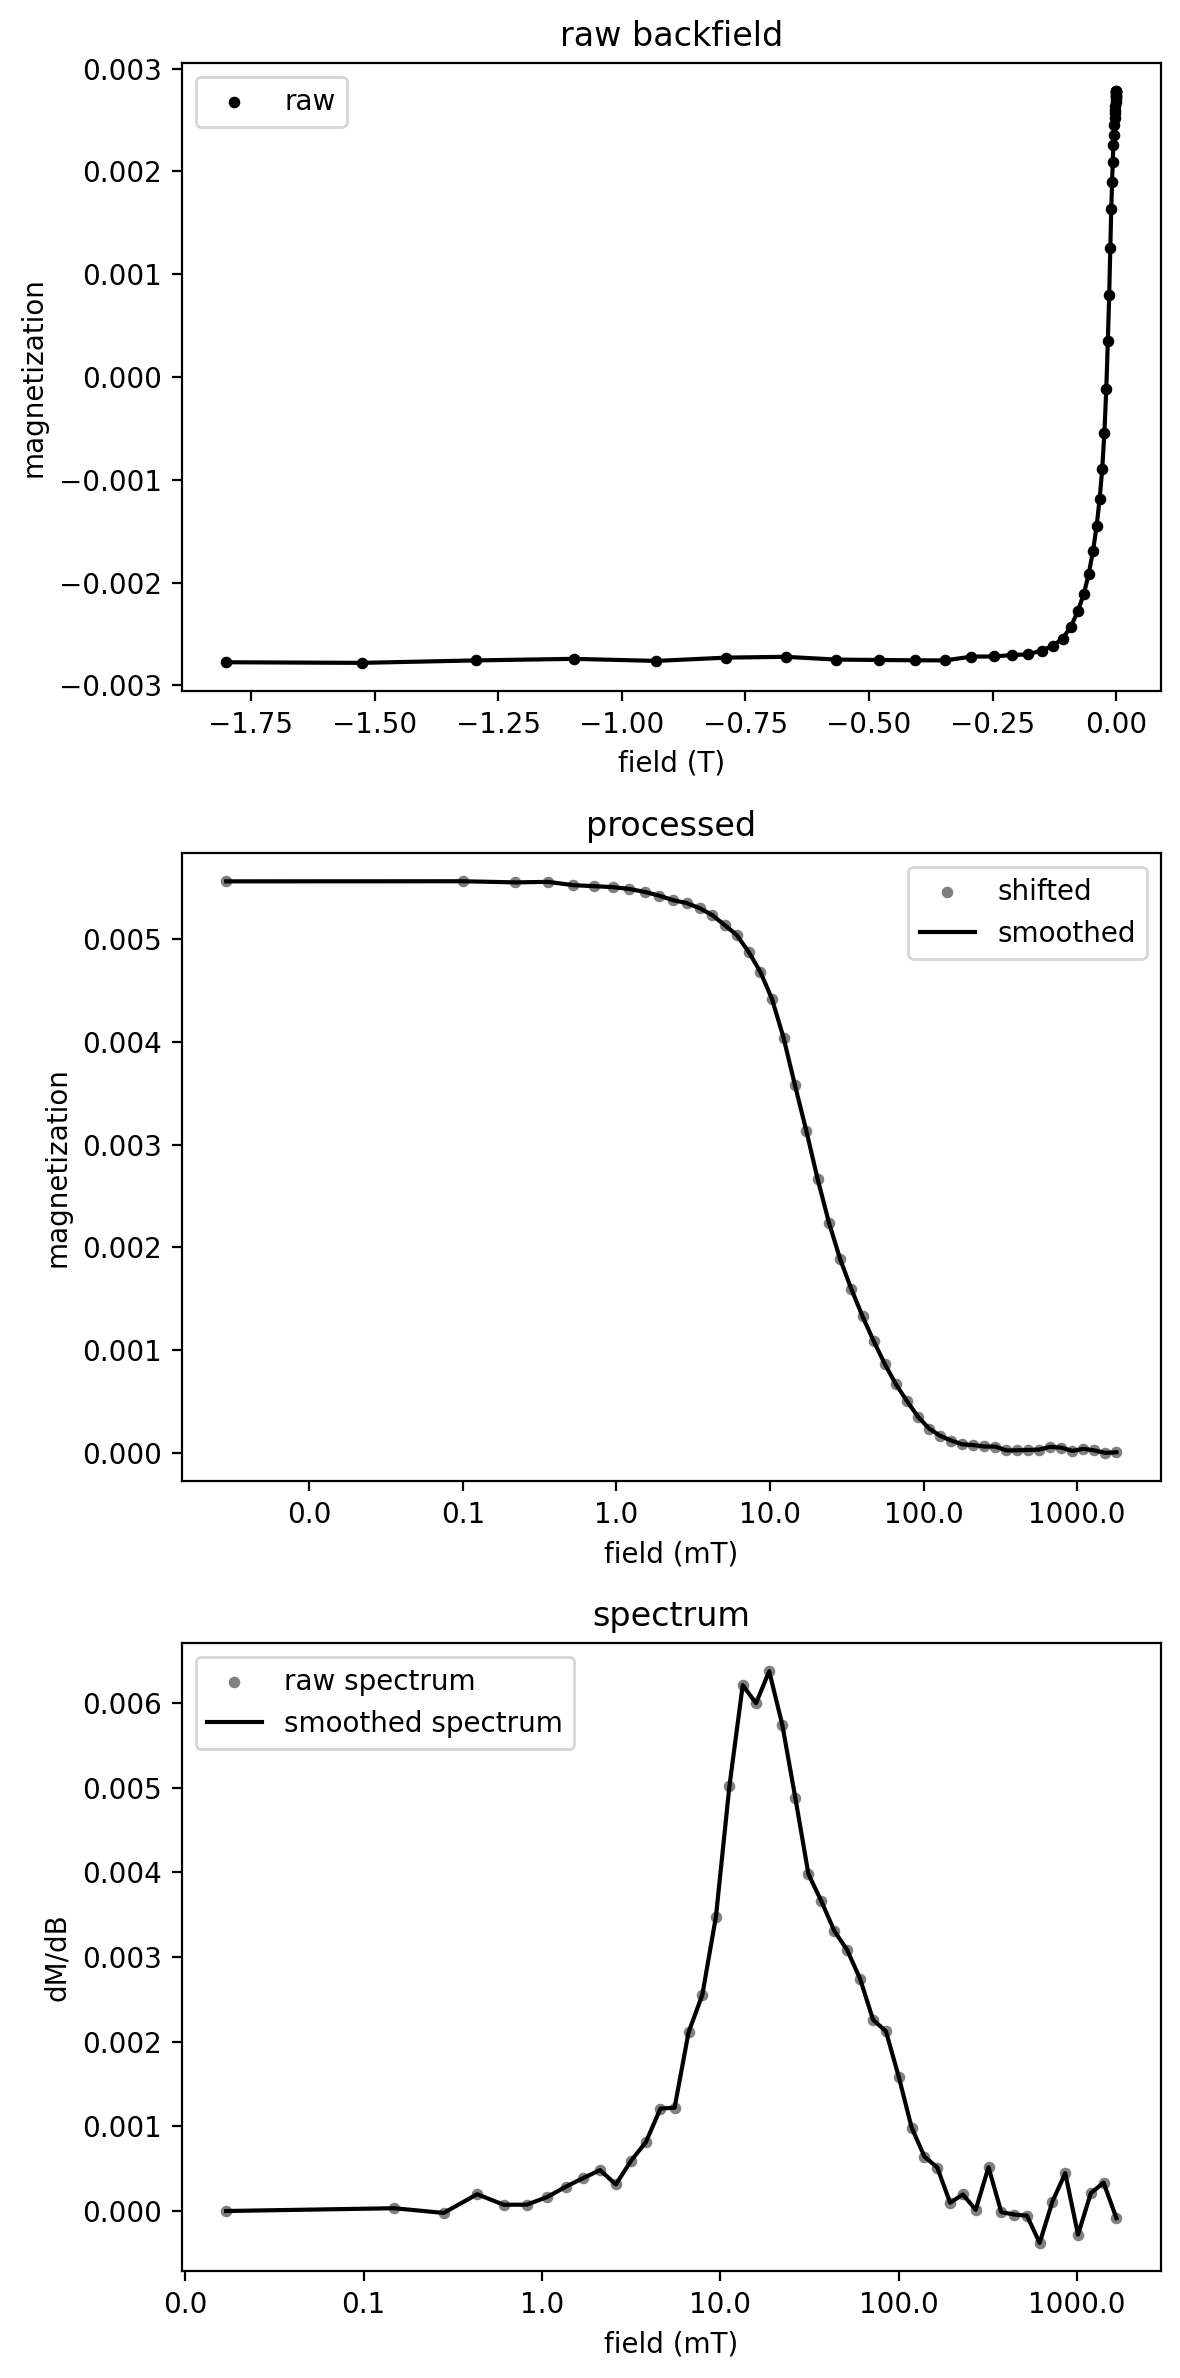 raw backfield
raw
0.003
0.002
0.001
0.000
−0.001
−0.002
−0.003
magnetization
−1.75 −1.50 −1.25 −1.00 −0.75 −0.50 −0.25 0.00
field (T)
processed
shifted
smoothed
0.005
0.004
0.003
0.002
0.001
0.000
magnetization
0.0 0.1 1.0 10.0 100.0 1000.0
field (mT)
spectrum
raw spectrum
smoothed spectrum
0.006
0.005
0.004
0.003
0.002
0.001
0.000
dM/dB
0.0 0.1 1.0 10.0 100.0 1000.0
field (mT)